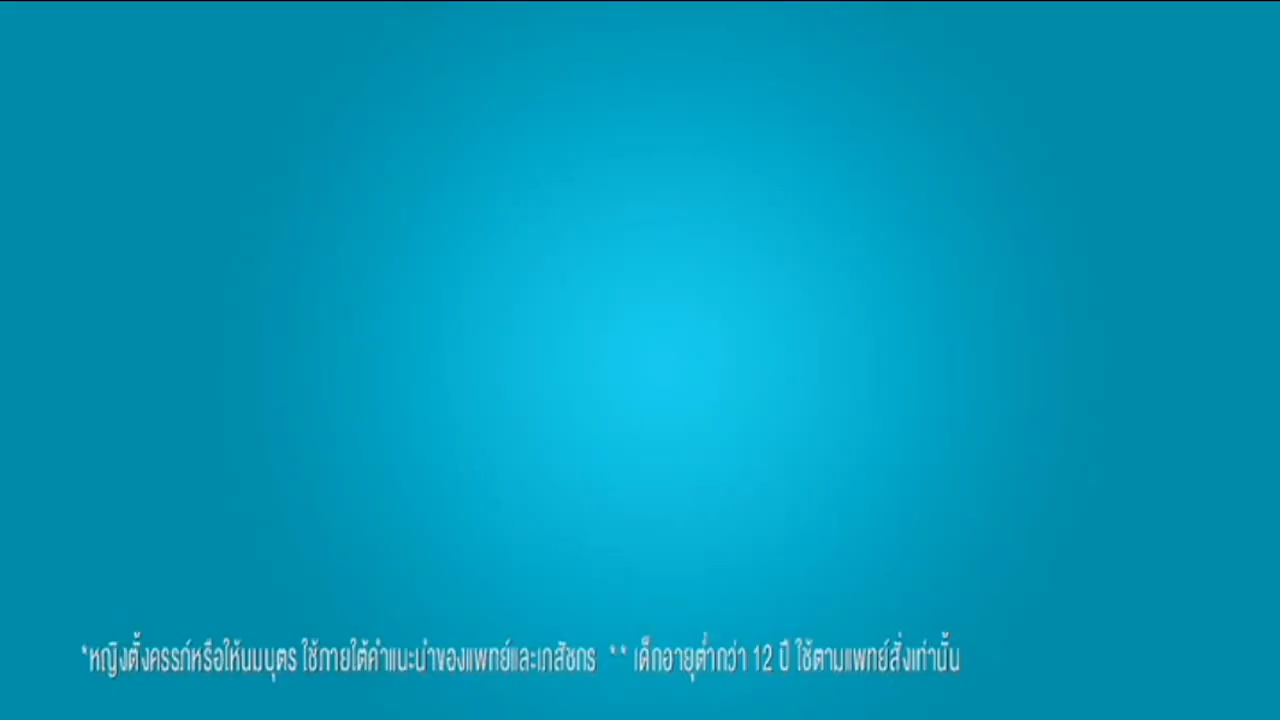 *หญิงตั้งครรภ์หรือให้นมบุตร ใช้ภายใต้คำแนะนำของแพทย์และเภสัชกร ** เด็กอายุต่ำกว่า 12 ปี ใช้ตามแพทย์สั่งเท่านั้น